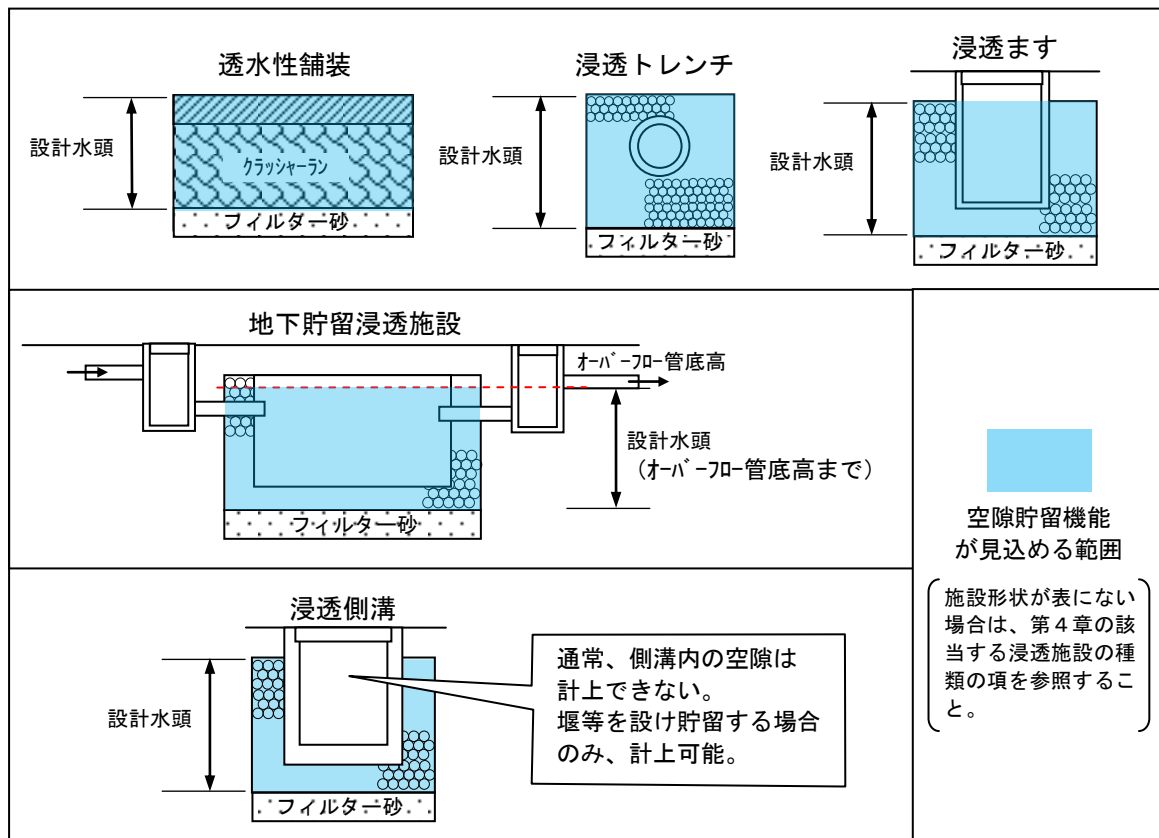 透水性舗装
設計水頭
クラッシャーラン
フィルター砂
浸透トレンチ
設計水頭
フィルター砂
浸透ます
設計水頭
フィルター砂
地下貯留浸透施設
オーバーフロー管底高
設計水頭
（オーバーフロー管底高まで）
フィルター砂
空隙貯留機能
が見込める範囲
施設形状が表にない
場合は、第４章の該
当する浸透施設の種
類の項を参照するこ
と。
浸透側溝
設計水頭
フィルター砂
通常、側溝内の空隙は
計上できない。
堰等を設け貯留する場合
のみ、計上可能。